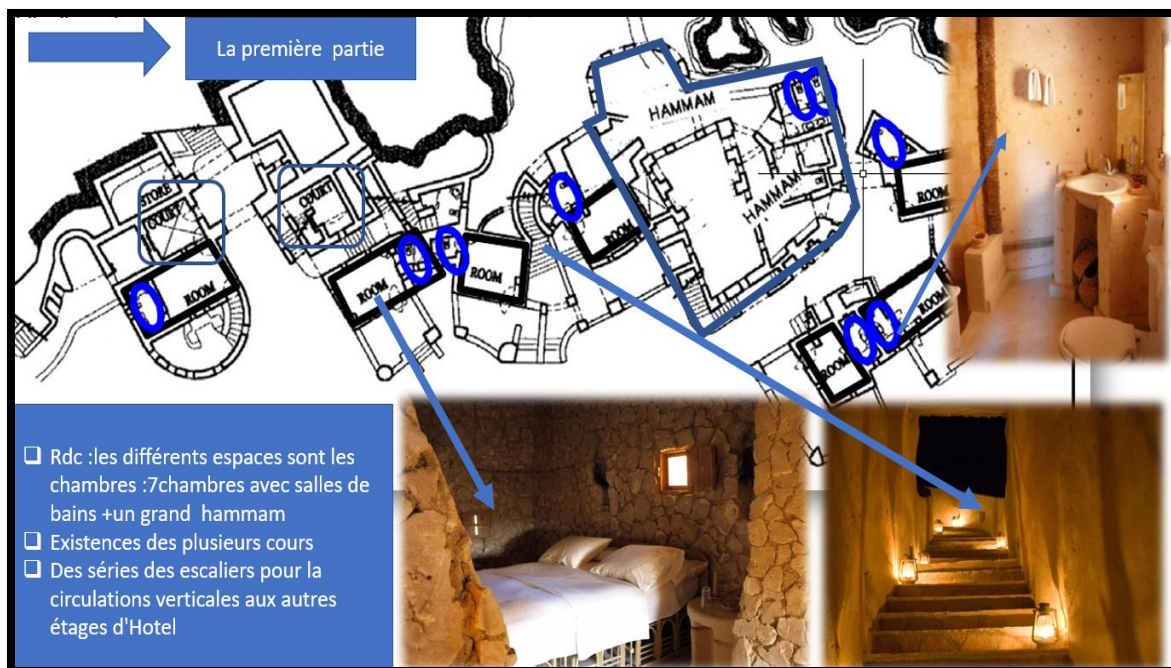 La première partie
HAMMAM
HAMMAM
STORE
COURT
COURT
ROOM
ROOM
ROOM
ROOM
ROOM
ROOM
ROOM
❑ Rdc :les différents espaces sont les
chambres :7chambres avec salles de
bains +un grand hammam
❑ Existences des plusieurs cours
❑ Des séries des escaliers pour la
circulations verticales aux autres
étages d'Hotel